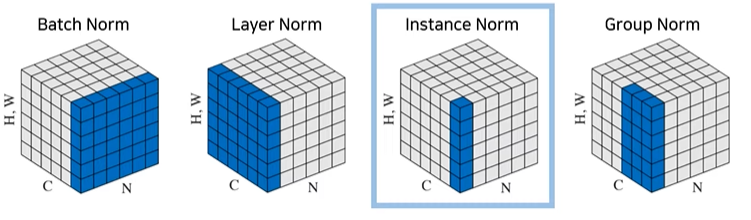 Batch Norm
Layer Norm
Instance Norm
Group Norm
H, W
C
N
H, W
C
N
H, W
C
N
H, W
C
N